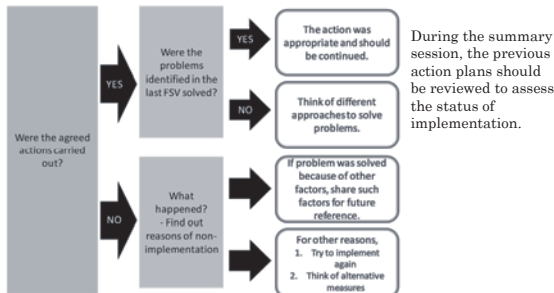 Were the agreed
actions carried
out?
YES
Were the
problems
identified in the
last FSV solved?
YES
The action was
appropriate and should
be continued.
NO
Think of different
approaches to solve
problems.
NO
What
happened?
- Find out
reasons of non-
implementation
If problem was solved
because of other
factors, share such
factors for future
reference.
For other reasons,
1. Try to implement
again
2. Think of alternative
measures
During the summary
session, the previous
action plans should
be reviewed to assess
the status of
implementation.